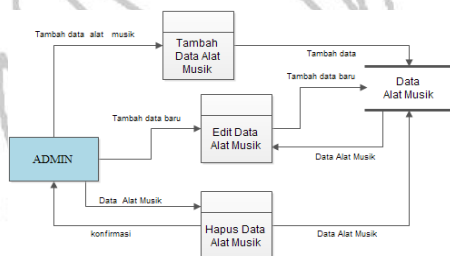 Tambah data alat musik
Tambah
Data Alat
Musik
Tambah data
Data
Alat Musik
Tambah data baru
Tambah data baru
Edit Data
Alat Musik
Data Alat Musik
ADMIN
Data Alat Musik
konfirmasi
Hapus Data
Alat Musik
Data Alat Musik